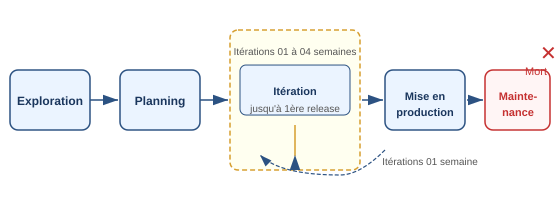 Exploration
Planning
Itérations 01 à 04 semaines
Itération
jusqu'à 1ère release
Mise en
production
✕
Mort
Mainte-
nance
Itérations 01 semaine